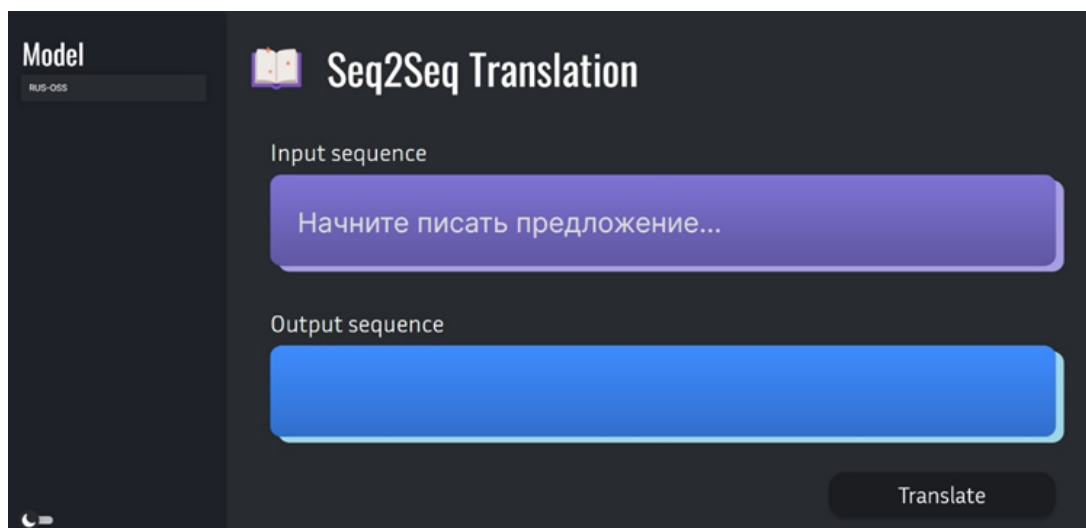 Model
RUS-OSS
Seq2Seq Translation
Input sequence
Начните писать предложение...
Output sequence
Translate